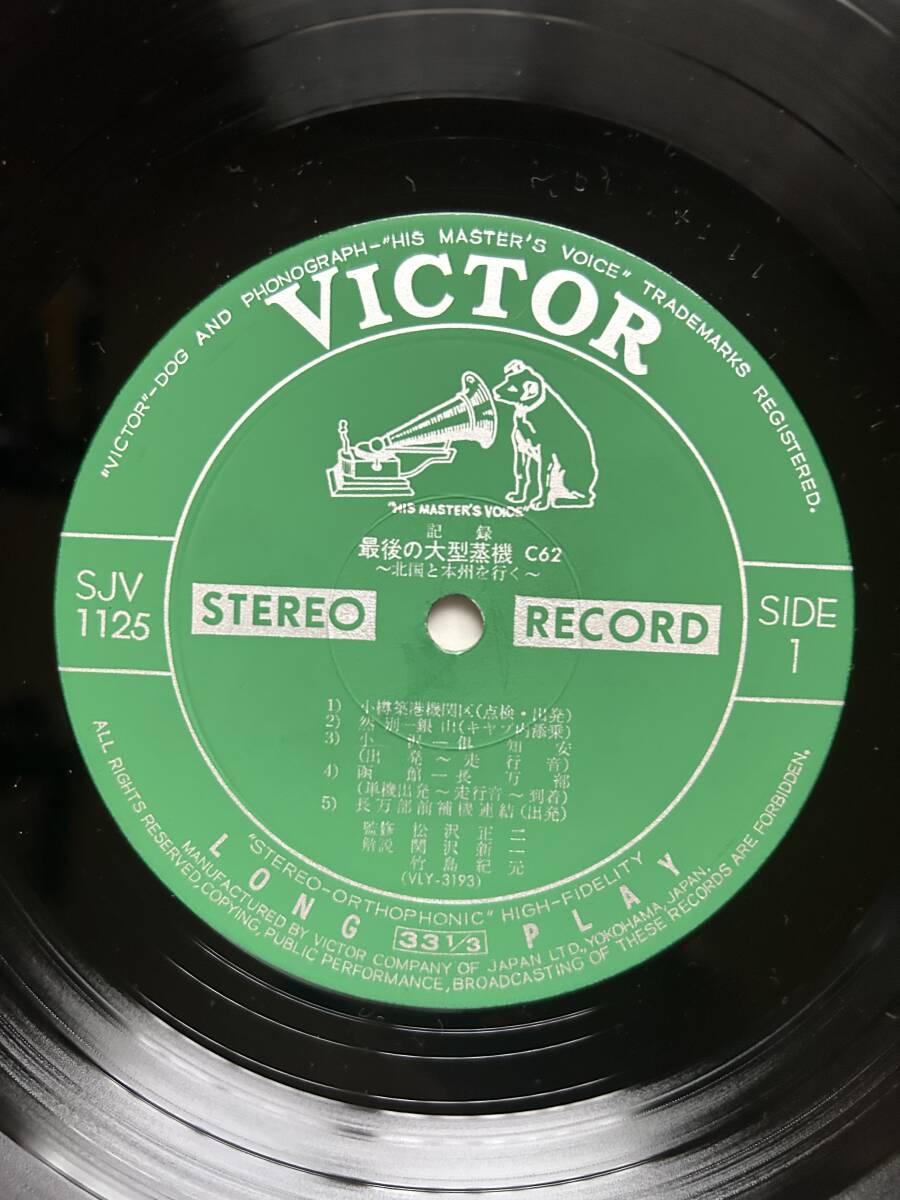 "VICTOR"–DOG AND PHONOGRAPH–"HIS MASTER'S VOICE" TRADEMARKS REGISTERED.
VICTOR
"HIS MASTER'S VOICE"
記録
最後の大型蒸機 C62
~北国と本州を行く~
SJV
1125
STEREO
RECORD
SIDE
1
1) 小樽築港機関区(点検・出発)
2) 然別—銀山(キャブ内添乗)
3) 小沢—倶知安
(出発~走行音)
4) 函館—長万部
(単機出発~走行音~到着)
5) 長万部前補機連結(出発)
監修 松沢正二
解説 関沢新一
竹島紀元
(VLY-3193)
"STEREO-ORTHOPHONIC" HIGH-FIDELITY
LONG 33 1/3 PLAY
MANUFACTURED BY VICTOR COMPANY OF JAPAN LTD., YOKOHAMA, JAPAN.
ALL RIGHTS RESERVED, COPYING, PUBLIC PERFORMANCE, BROADCASTING OF THESE RECORDS ARE FORBIDDEN.